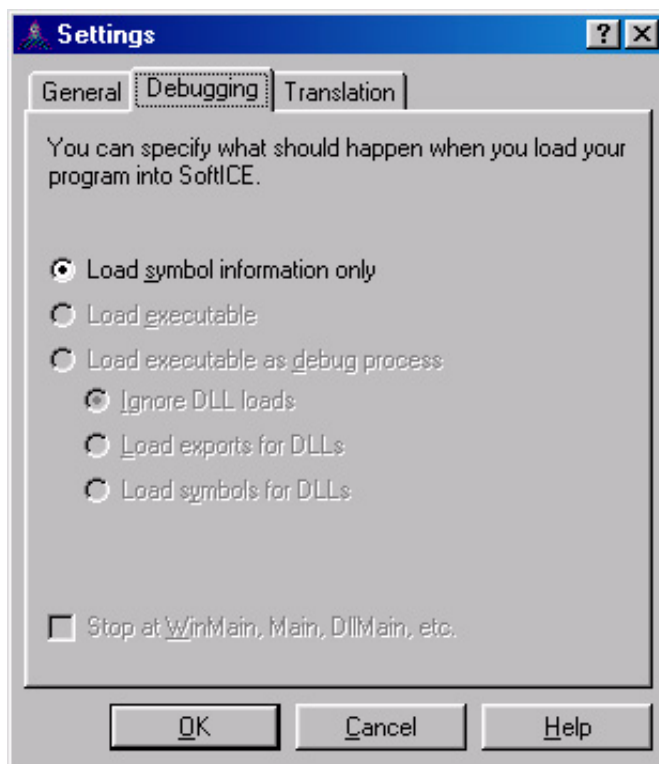 Settings
General Debugging Translation
You can specify what should happen when you load your
program into SoftICE.
Load symbol information only
Load executable
Load executable as debug process
Ignore DLL loads
Load exports for DLLs
Load symbols for DLLs
Stop at WinMain, Main, DllMain, etc.
OK Cancel Help